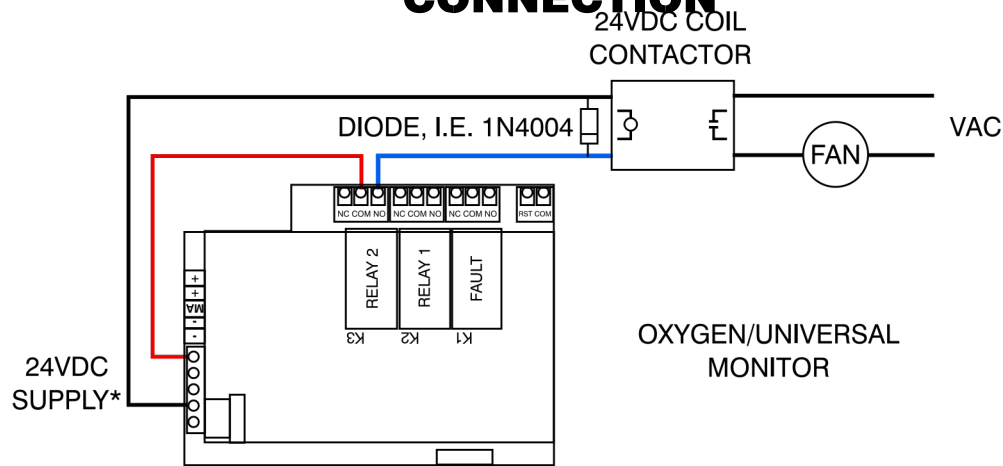 CONNECTION
24VDC COIL
CONTACTOR
DIODE, I.E. 1N4004
VAC
FAN
NC COM NO
NC COM NO
NC COM NO
RST COM
RELAY 2
RELAY 1
FAULT
K3
K2
K1
+
+
MA
-
-
24VDC
SUPPLY*
OXYGEN/UNIVERSAL
MONITOR